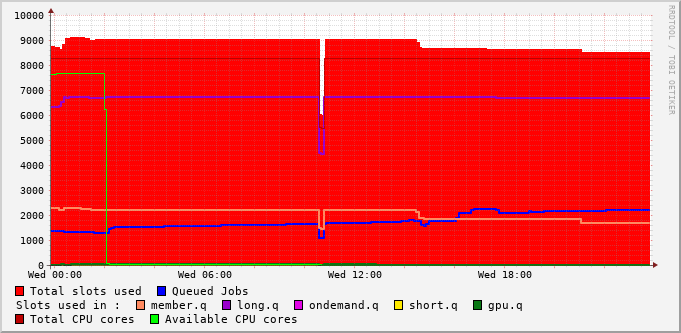 RRDTOOL / TOBI OETIKER
10000
9000
8000
7000
6000
5000
4000
3000
2000
1000
0
Wed 00:00 Wed 06:00 Wed 12:00 Wed 18:00
Total slots used Queued Jobs
Slots used in : member.q long.q ondemand.q short.q gpu.q
Total CPU cores Available CPU cores